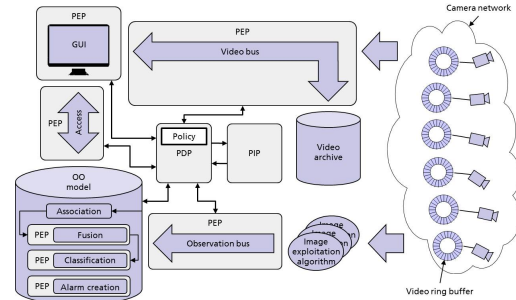 Camera network
PEP
GUI
PEP
Video bus
PEP
Access
Policy
PDP
PIP
Video
archive
OO
model
Association
PEP
Fusion
PEP
Classification
PEP
Alarm creation
PEP
Observation bus
Image
exploitation
algorithm
Video ring buffer